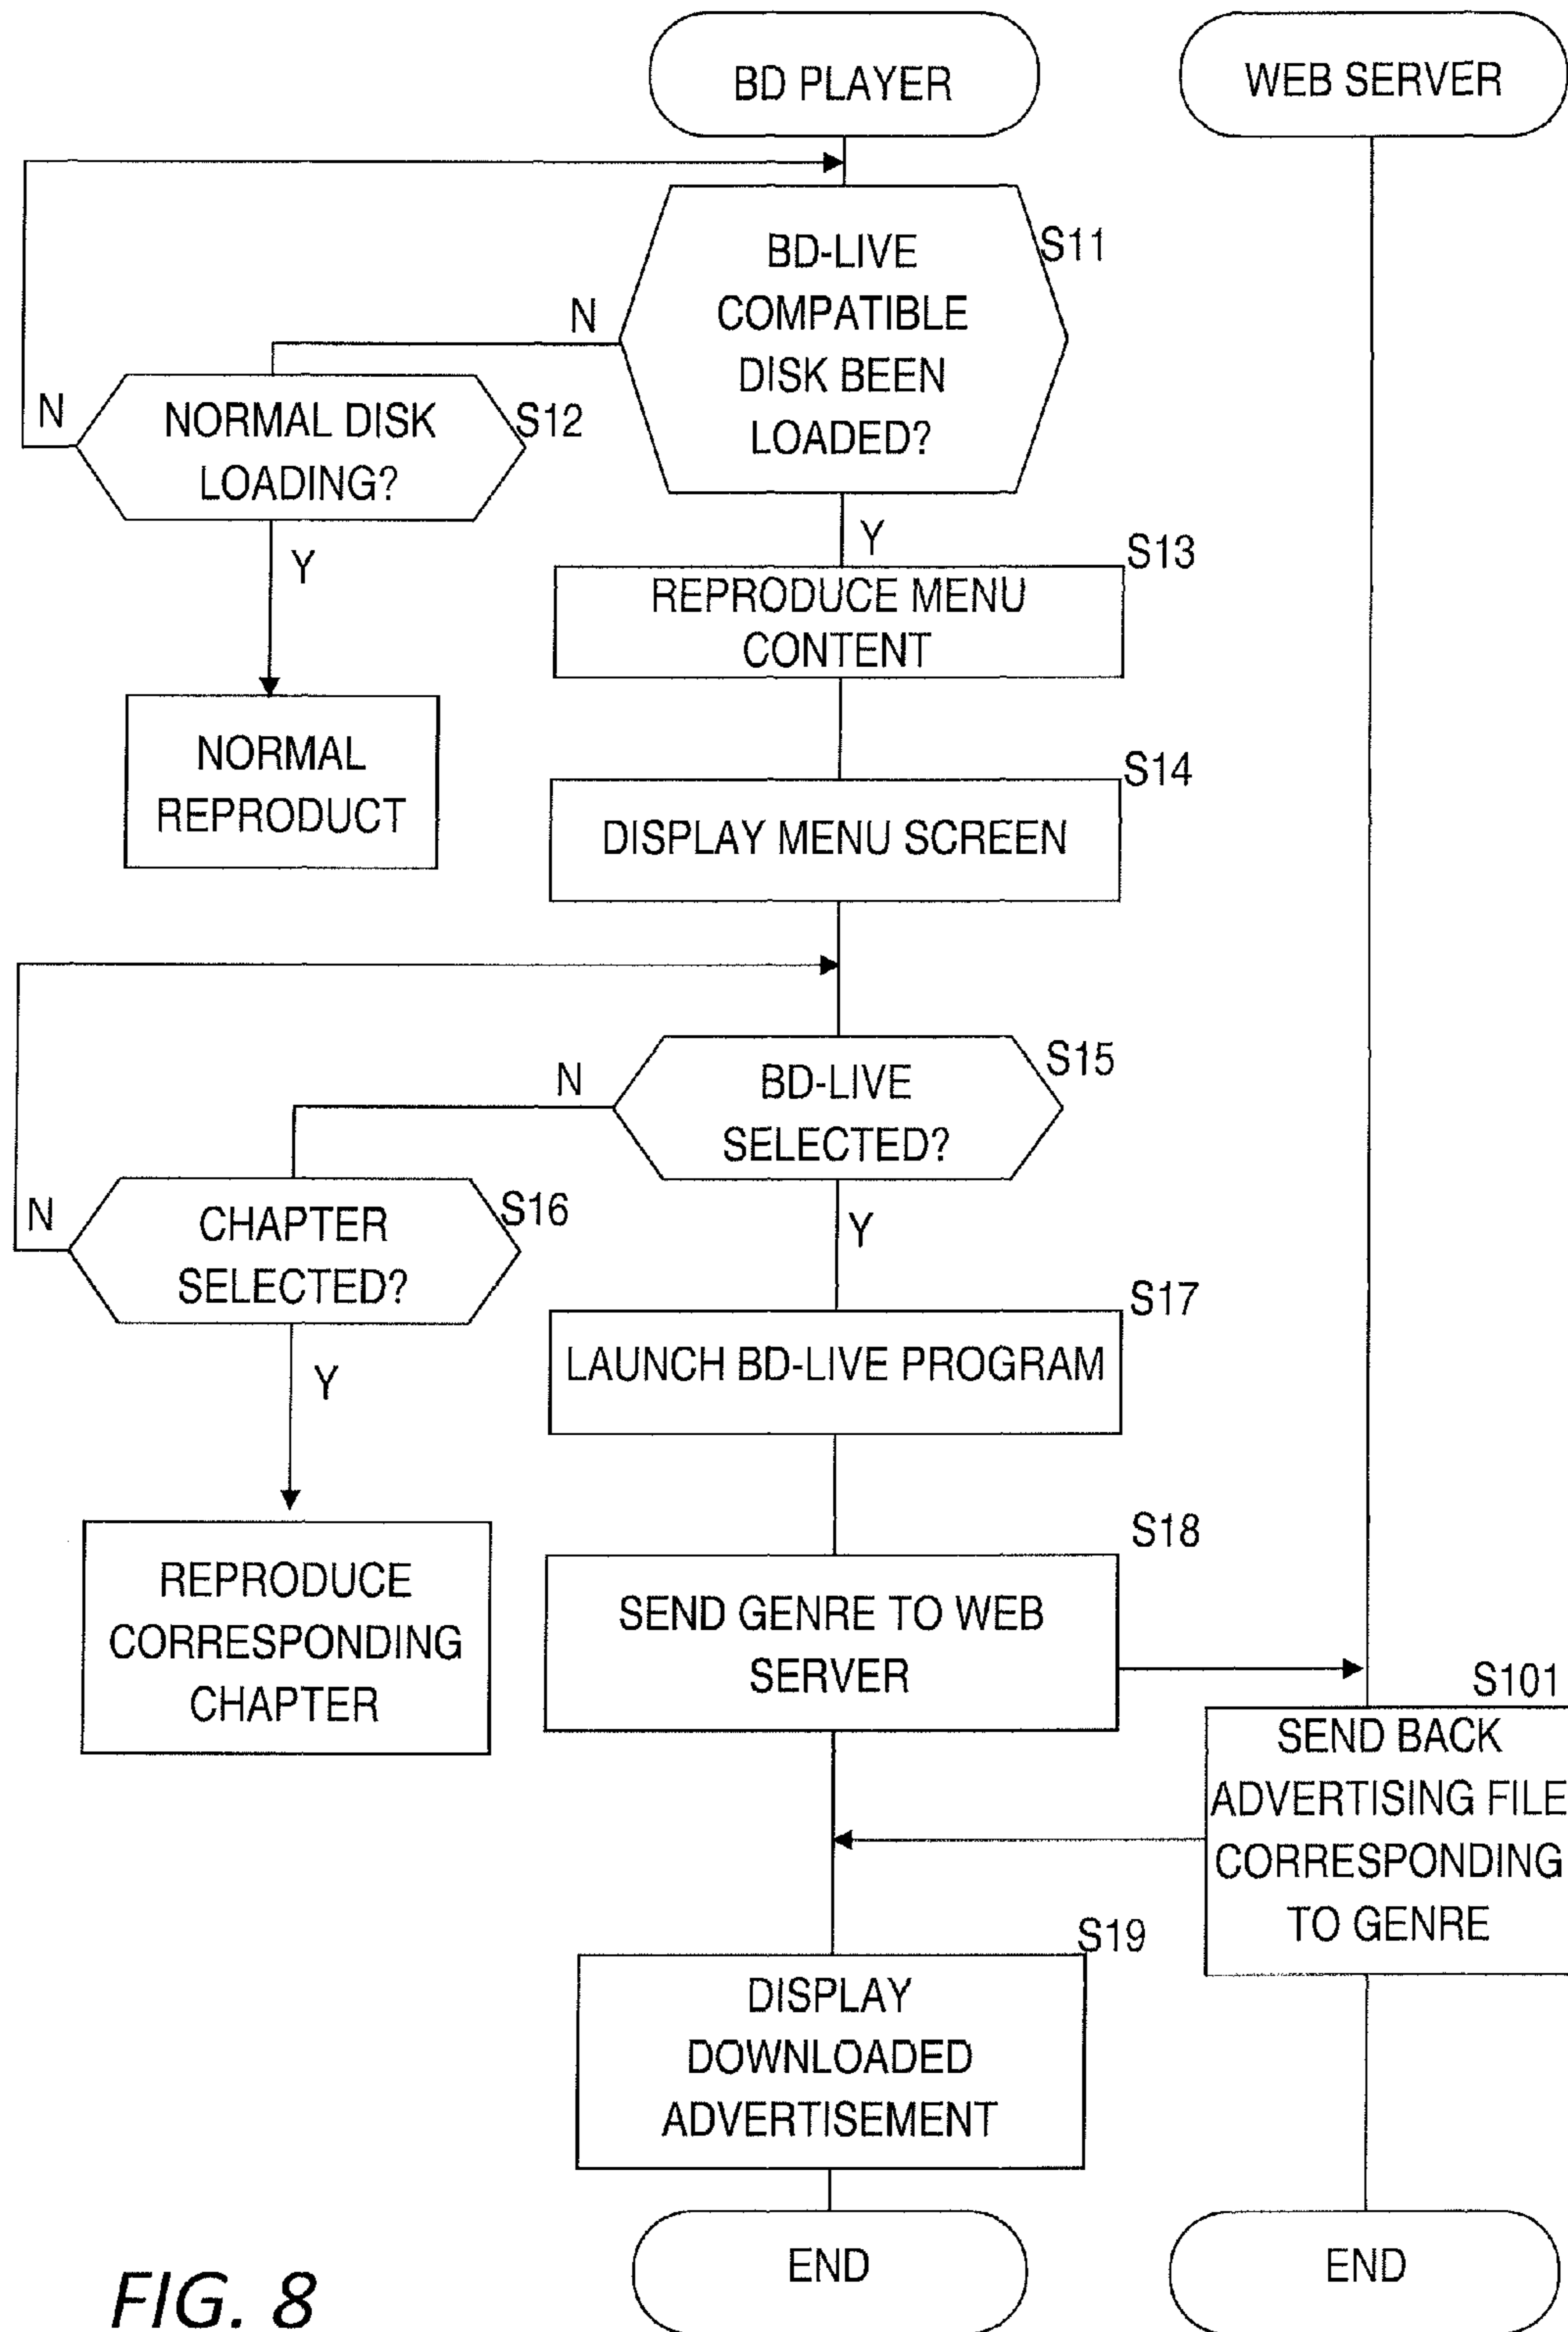 BD PLAYER
WEB SERVER
BD-LIVE
COMPATIBLE
DISK BEEN
LOADED?
S11
N
NORMAL DISK
LOADING?
S12
N
Y
Y
S13
REPRODUCE MENU
CONTENT
NORMAL
REPRODUCT
S14
DISPLAY MENU SCREEN
BD-LIVE
SELECTED?
S15
N
CHAPTER
SELECTED?
S16
N
Y
Y
S17
LAUNCH BD-LIVE PROGRAM
REPRODUCE
CORRESPONDING
CHAPTER
S18
SEND GENRE TO WEB
SERVER
S101
SEND BACK
ADVERTISING FILE
CORRESPONDING
TO GENRE
S19
DISPLAY
DOWNLOADED
ADVERTISEMENT
END
END
FIG. 8